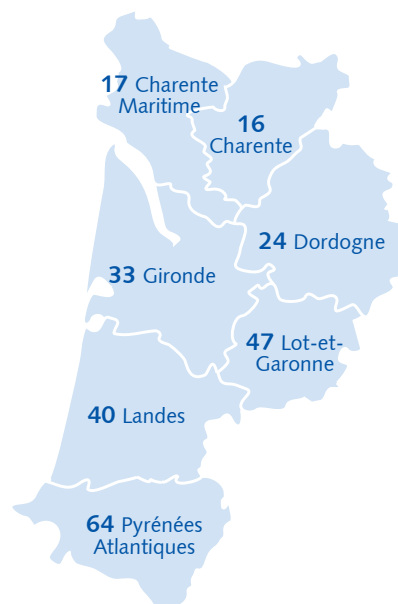 17 Charente
Maritime
16
Charente
24 Dordogne
33 Gironde
47 Lot-et-
Garonne
40 Landes
64 Pyrénées
Atlantiques